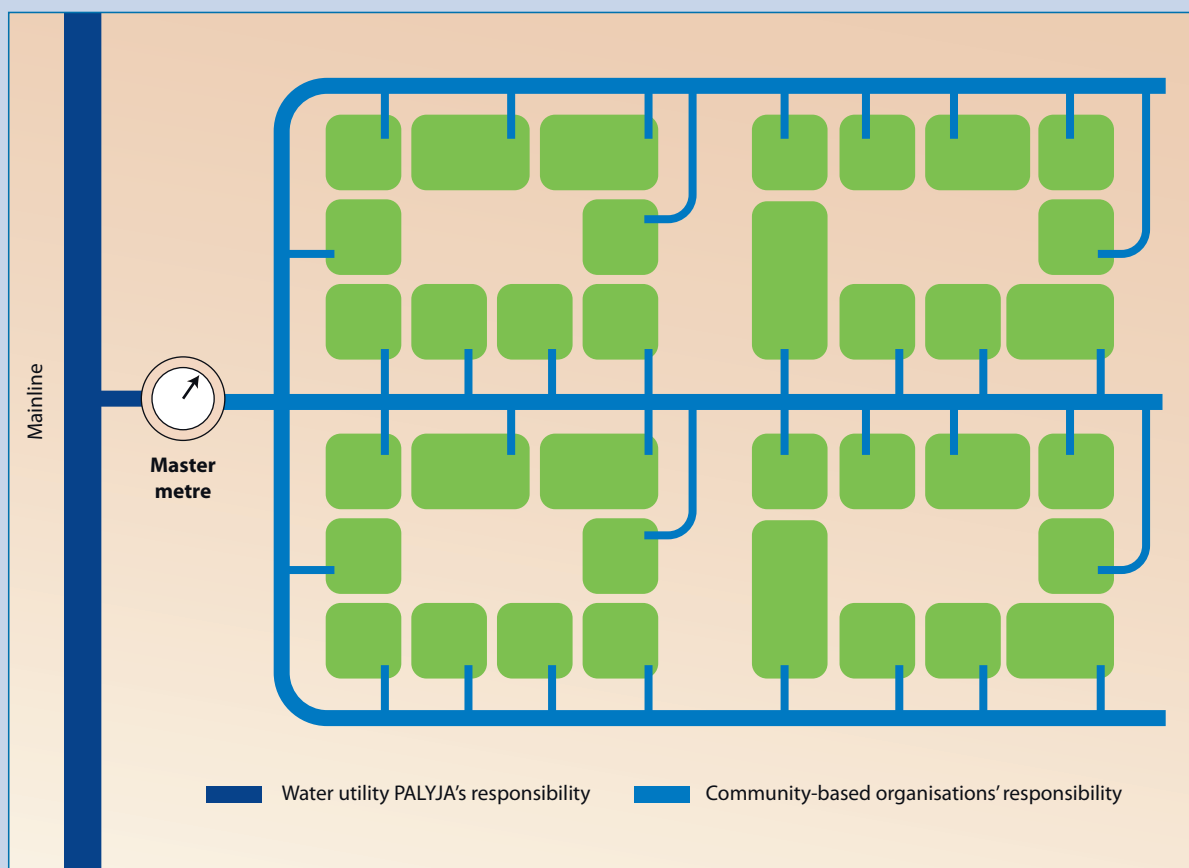 Mainline
Master
metre
Water utility PALYJA's responsibility
Community-based organisations' responsibility